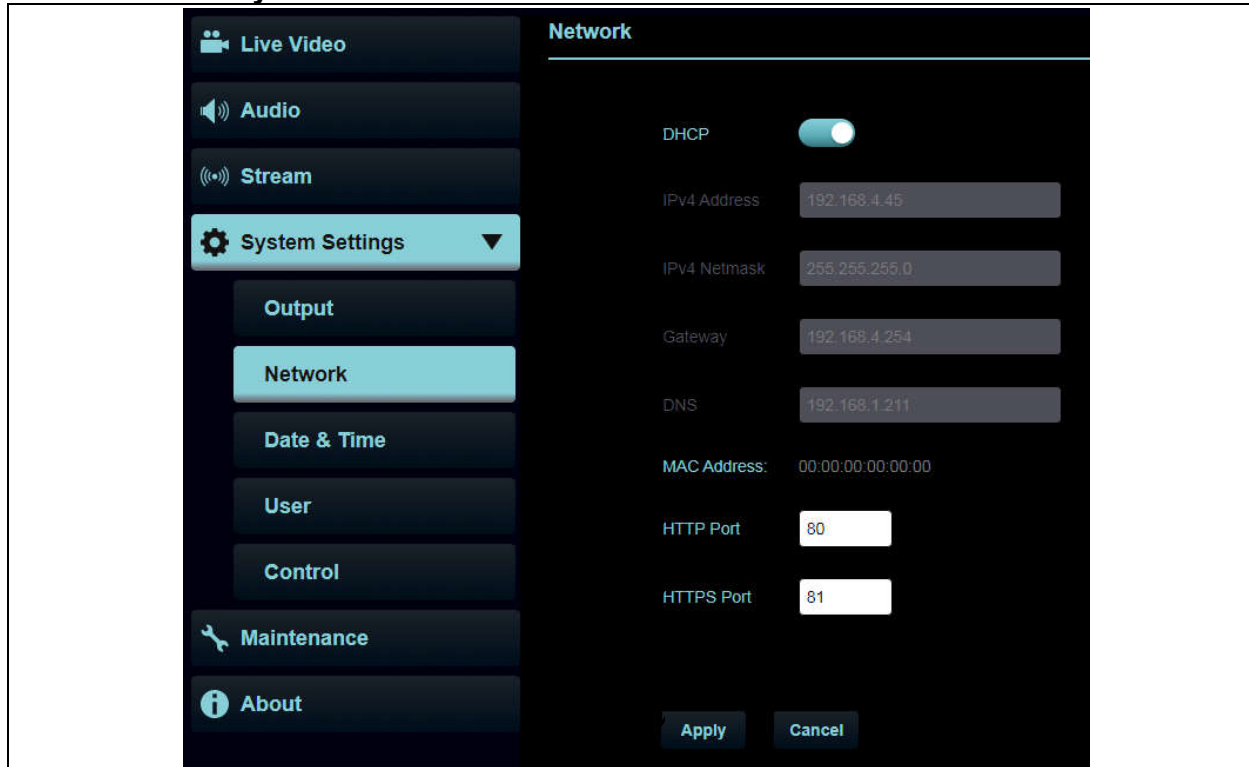 Live Video
Audio
Stream
System Settings
Output
Network
Date & Time
User
Control
Maintenance
About
Network
DHCP
IPv4 Address 192.168.4.45
IPv4 Netmask 255.255.255.0
Gateway 192.168.4.254
DNS 192.168.1.211
MAC Address: 00:00:00:00:00:00
HTTP Port 80
HTTPS Port 81
Apply Cancel